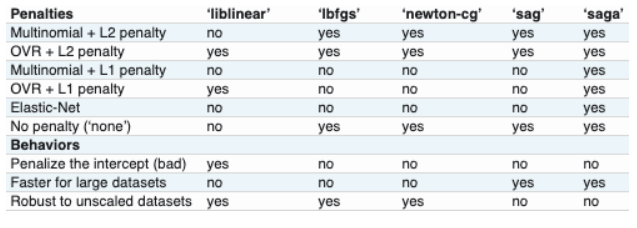 Penalties 'liblinear' 'lbfgs' 'newton-cg' 'sag' 'saga'
Multinomial + L2 penalty no yes yes yes yes
OVR + L2 penalty yes yes yes yes yes
Multinomial + L1 penalty no no no no yes
OVR + L1 penalty yes no no no yes
Elastic-Net no no no no yes
No penalty ('none') no yes yes yes yes
Behaviors
Penalize the intercept (bad) yes no no no no
Faster for large datasets no no no yes yes
Robust to unscaled datasets yes yes yes no no